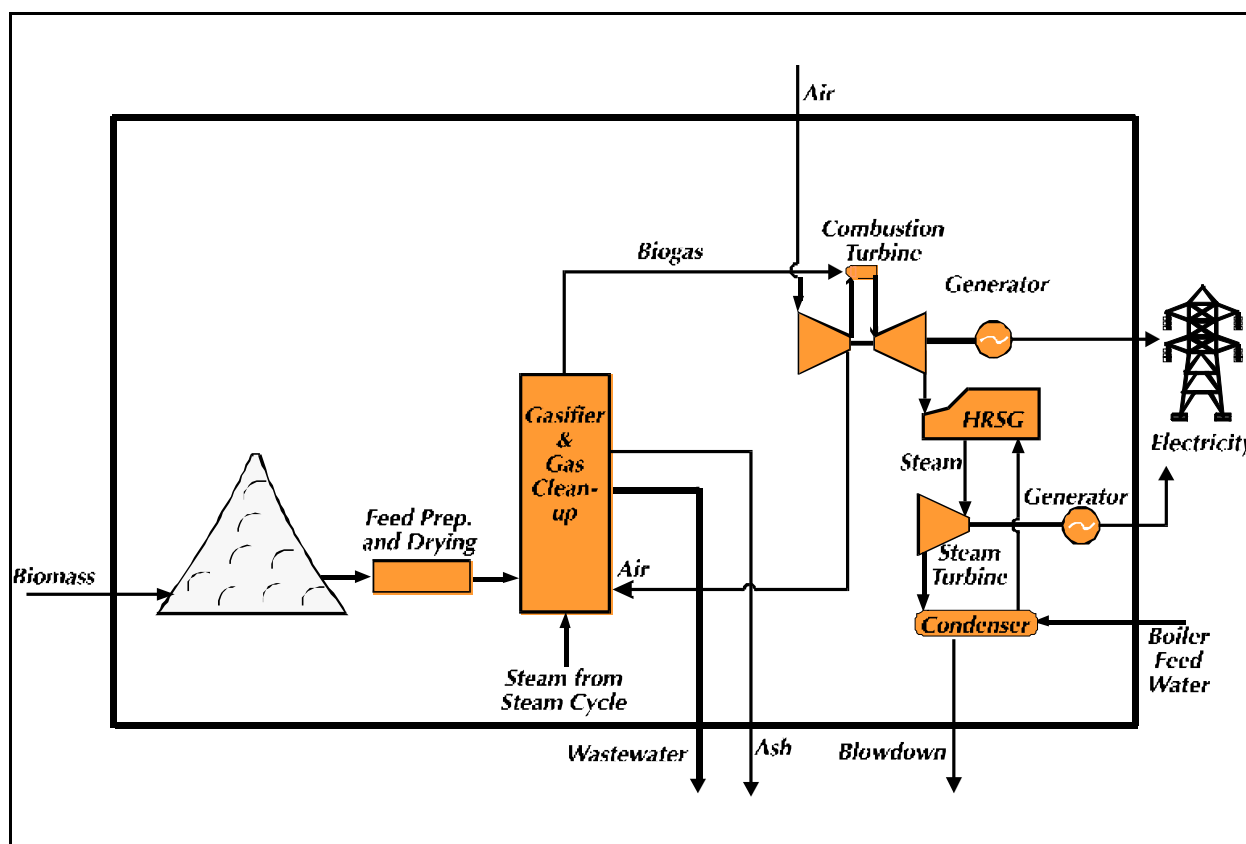 Air
Combustion
Turbine
Biogas
Generator
Gasifier
&
Gas
Clean-
up
HRSG
Electricity
Steam
Generator
Feed Prep.
and Drying
Steam
Turbine
Biomass
Air
Condenser
Boiler
Feed
Water
Steam from
Steam Cycle
Wastewater
Ash
Blowdown